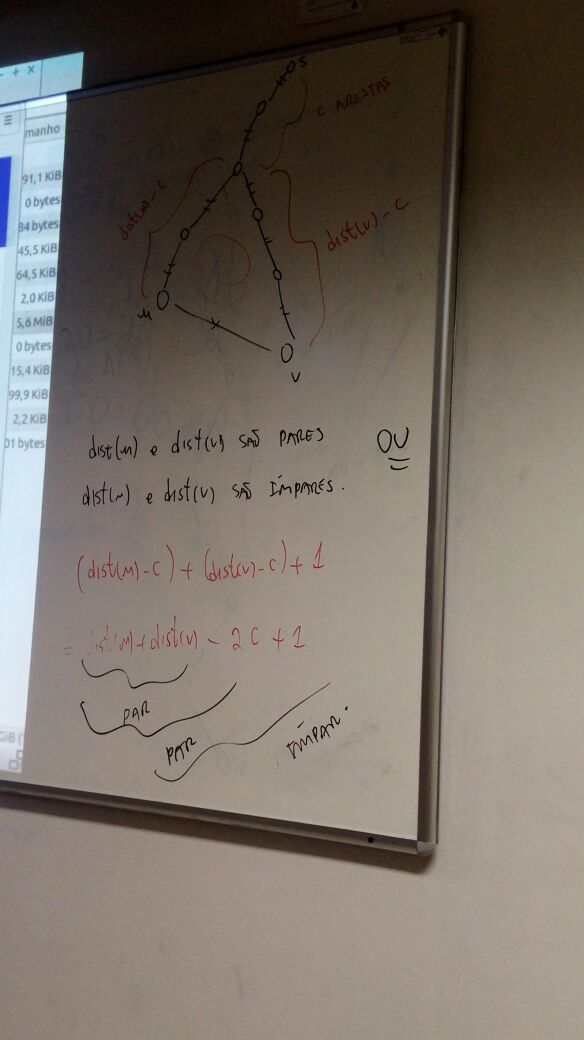 - + x
≡
manho
91,1 KiB
0 bytes
94 bytes
45,5 KiB
64,5 KiB
2,0 KiB
5,6 MiB
0 bytes
15,4 KiB
99,9 KiB
2,2 KiB
01 bytes
GiB (
S
C ARESTAS
dist(u)-C
dist(v)-C
u
v
dist(u) e dist(v) SÃO PARES OU
dist(u) e dist(v) SÃO ÍMPARES.
(dist(u)-C)+(dist(v)-C)+1
= dist(u)+dist(v)-2C+1
PAR
PAR
ÍMPAR.